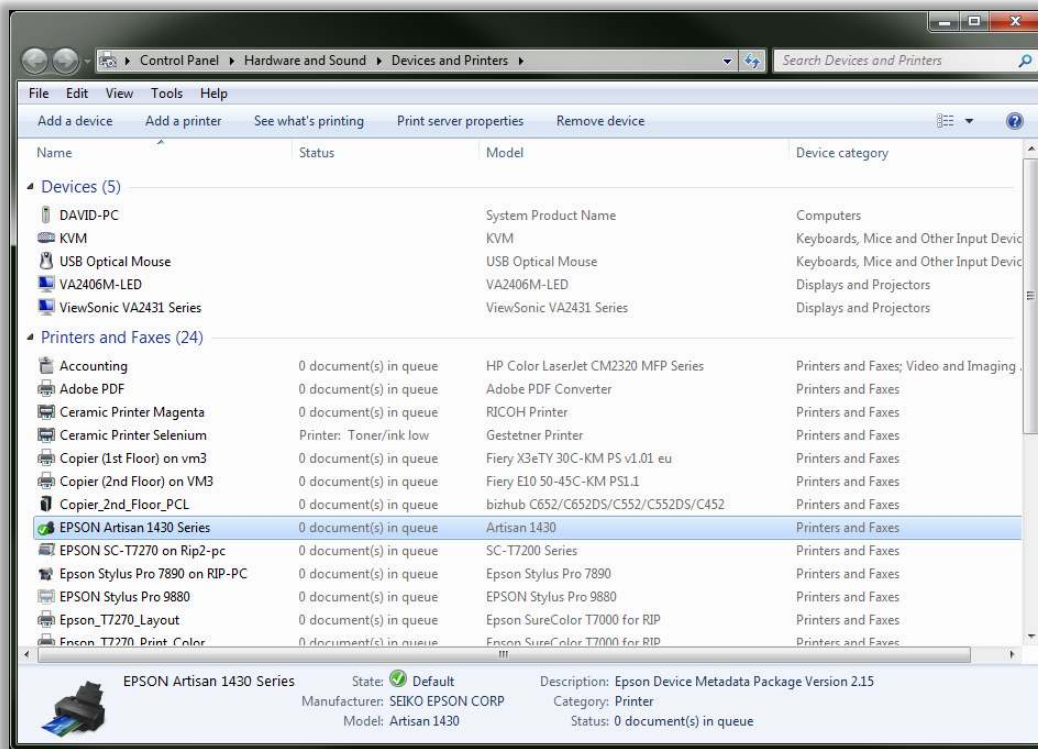 Control Panel Hardware and Sound Devices and Printers Search Devices and Printers
File Edit View Tools Help
Add a device Add a printer See what's printing Print server properties Remove device
Name Status Model Device category
Devices (5)
DAVID-PC System Product Name Computers
KVM KVM Keyboards, Mice and Other Input Devic
USB Optical Mouse USB Optical Mouse Keyboards, Mice and Other Input Devic
VA2406M-LED VA2406M-LED Displays and Projectors
ViewSonic VA2431 Series ViewSonic VA2431 Series Displays and Projectors
Printers and Faxes (24)
Accounting 0 document(s) in queue HP Color LaserJet CM2320 MFP Series Printers and Faxes; Video and Imaging .
Adobe PDF 0 document(s) in queue Adobe PDF Converter Printers and Faxes
Ceramic Printer Magenta 0 document(s) in queue RICOH Printer Printers and Faxes
Ceramic Printer Selenium Printer: Toner/ink low Gestetner Printer Printers and Faxes
Copier (1st Floor) on vm3 0 document(s) in queue Fiery X3eTY 30C-KM PS v1.01 eu Printers and Faxes
Copier (2nd Floor) on VM3 0 document(s) in queue Fiery E10 50-45C-KM PS1.1 Printers and Faxes
Copier_2nd_Floor_PCL 0 document(s) in queue bizhub C652/C652DS/C552/C552DS/C452 Printers and Faxes
EPSON Artisan 1430 Series 0 document(s) in queue Artisan 1430 Printers and Faxes
EPSON SC-T7270 on Rip2-pc 0 document(s) in queue SC-T7200 Series Printers and Faxes
Epson Stylus Pro 7890 on RIP-PC 0 document(s) in queue Epson Stylus Pro 7890 Printers and Faxes
EPSON Stylus Pro 9880 0 document(s) in queue EPSON Stylus Pro 9880 Printers and Faxes
Epson_T7270_Layout 0 document(s) in queue Epson SureColor T7000 for RIP Printers and Faxes
Epson_T7270_Print_Color 0 document(s) in queue Epson SureColor T7000 for RIP Printers and Faxes
EPSON Artisan 1430 Series State: Default Description: Epson Device Metadata Package Version 2.15
Manufacturer: SEIKO EPSON CORP Category: Printer
Model: Artisan 1430 Status: 0 document(s) in queue